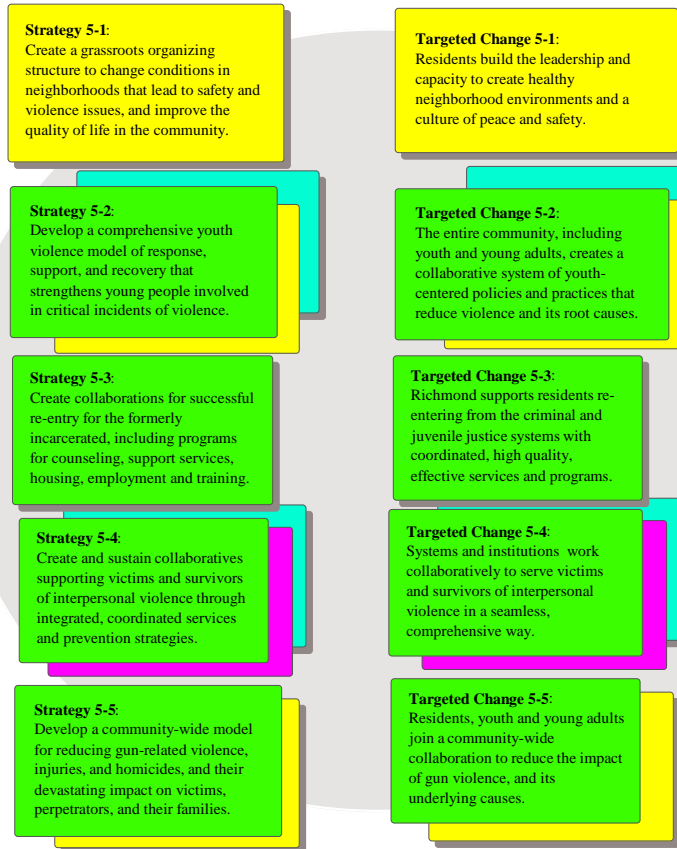 Strategy 5-1:
Create a grassroots organizing
structure to change conditions in
neighborhoods that lead to safety and
violence issues, and improve the
quality of life in the community.
Targeted Change 5-1:
Residents build the leadership and
capacity to create healthy
neighborhood environments and a
culture of peace and safety.
Strategy 5-2:
Develop a comprehensive youth
violence model of response,
support, and recovery that
strengthens young people involved
in critical incidents of violence.
Targeted Change 5-2:
The entire community, including
youth and young adults, creates a
collaborative system of youth-
centered policies and practices that
reduce violence and its root causes.
Strategy 5-3:
Create collaborations for successful
re-entry for the formerly
incarcerated, including programs
for counseling, support services,
housing, employment and training.
Targeted Change 5-3:
Richmond supports residents re-
entering from the criminal and
juvenile justice systems with
coordinated, high quality,
effective services and programs.
Strategy 5-4:
Create and sustain collaboratives
supporting victims and survivors
of interpersonal violence through
integrated, coordinated services
and prevention strategies.
Targeted Change 5-4:
Systems and institutions work
collaboratively to serve victims
and survivors of interpersonal
violence in a seamless,
comprehensive way.
Strategy 5-5:
Develop a community-wide model
for reducing gun-related violence,
injuries, and homicides, and their
devastating impact on victims,
perpetrators, and their families.
Targeted Change 5-5:
Residents, youth and young adults
join a community-wide
collaboration to reduce the impact
of gun violence, and its
underlying causes.